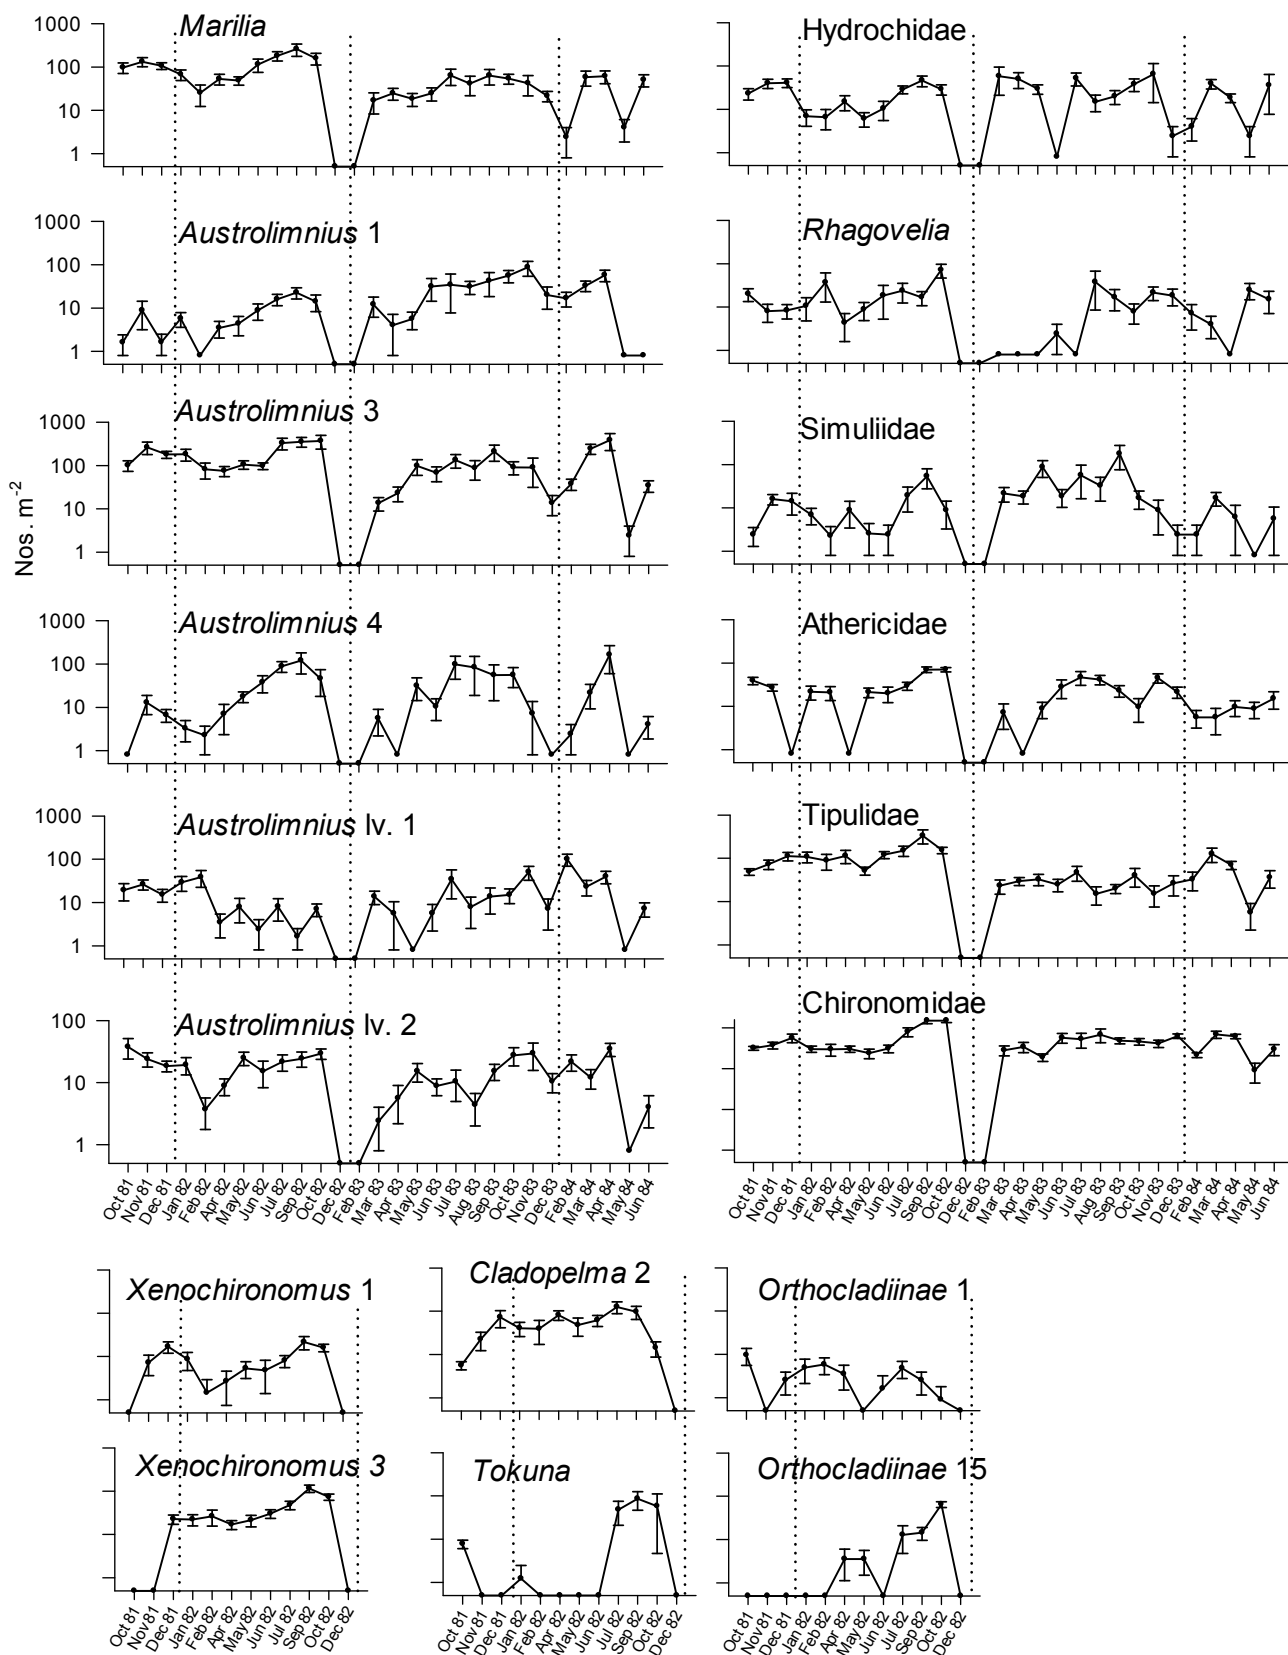 Marilia
1000
100
10
1
Hydrochidae
Austrolimnius 1
1000
100
10
1
Rhagovelia
Austrolimnius 3
1000
100
10
1
Simuliidae
Nos. m-2
Austrolimnius 4
1000
100
10
1
Athericidae
Austrolimnius lv. 1
1000
100
10
1
Tipulidae
Austrolimnius lv. 2
100
10
1
Chironomidae
Oct 81 Nov 81 Dec 81 Jan 82 Feb 82 Apr 82 May 82 Jun 82 Jul 82 Sep 82 Oct 82 Dec 82 Feb 83 Mar 83 Apr 83 May 83 Jun 83 Jul 83 Aug 83 Sep 83 Oct 83 Nov 83 Dec 83 Feb 84 Mar 84 Apr 84 May 84 Jun 84
Oct 81 Nov 81 Dec 81 Jan 82 Feb 82 Apr 82 May 82 Jun 82 Jul 82 Sep 82 Oct 82 Dec 82 Feb 83 Mar 83 Apr 83 May 83 Jun 83 Jul 83 Aug 83 Sep 83 Oct 83 Nov 83 Dec 83 Feb 84 Mar 84 Apr 84 May 84 Jun 84
Xenochironomus 1
Cladopelma 2
Orthocladiinae 1
Xenochironomus 3
Tokuna
Orthocladiinae 15
Oct 81 Nov 81 Dec 81 Jan 82 Feb 82 Apr 82 May 82 Jun 82 Jul 82 Sep 82 Oct 82 Dec 82
Oct 81 Nov 81 Dec 81 Jan 82 Feb 82 Apr 82 May 82 Jun 82 Jul 82 Sep 82 Oct 82 Dec 82
Oct 81 Nov 81 Dec 81 Jan 82 Feb 82 Apr 82 May 82 Jun 82 Jul 82 Sep 82 Oct 82 Dec 82